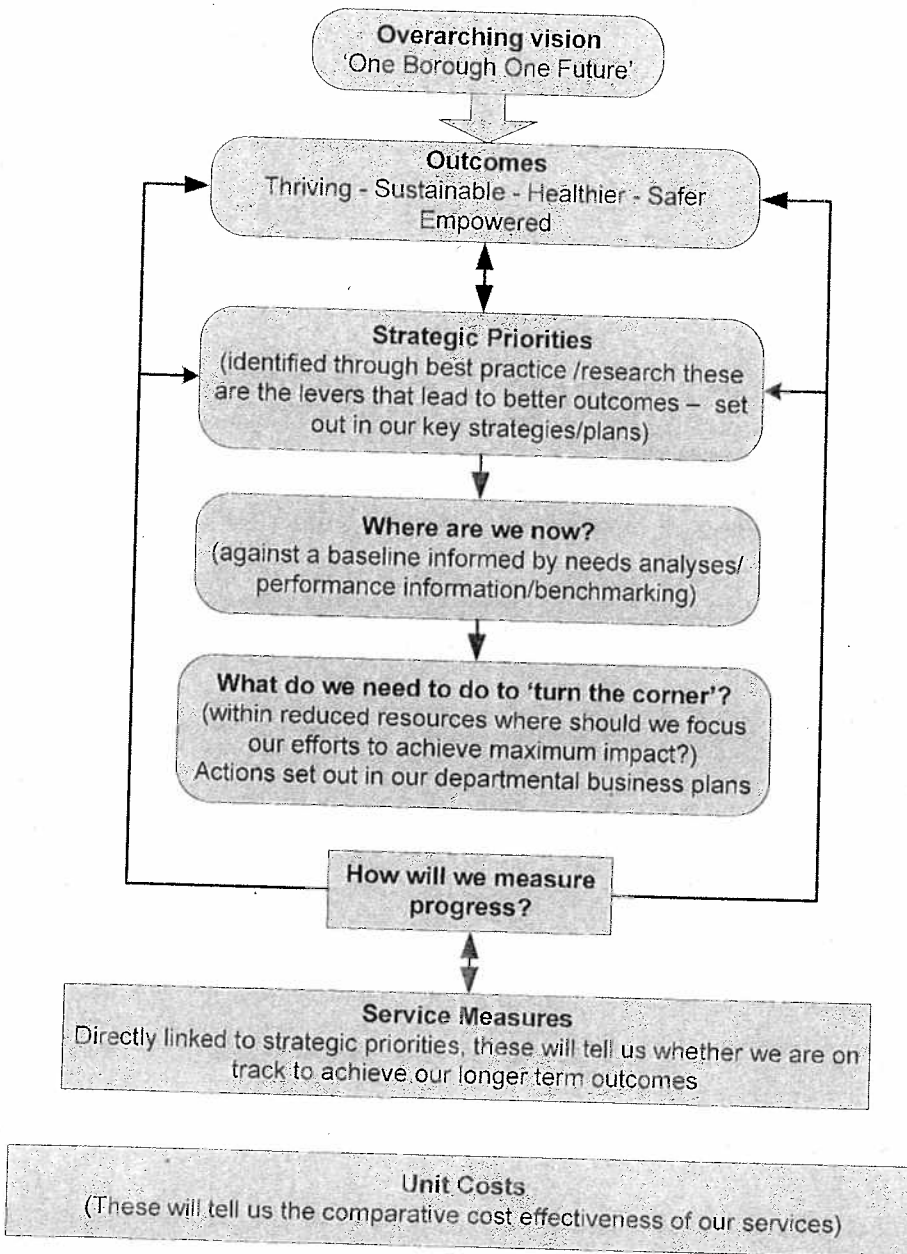 Overarching vision
'One Borough One Future'
Outcomes
Thriving - Sustainable - Healthier - Safer
Empowered
Strategic Priorities
(identified through best practice /research these
are the levers that lead to better outcomes – set
out in our key strategies/plans)
Where are we now?
(against a baseline informed by needs analyses/
performance information/benchmarking)
What do we need to do to 'turn the corner'?
(within reduced resources where should we focus
our efforts to achieve maximum impact?)
Actions set out in our departmental business plans
How will we measure
progress?
Service Measures
Directly linked to strategic priorities, these will tell us whether we are on
track to achieve our longer term outcomes
Unit Costs
(These will tell us the comparative cost effectiveness of our services)